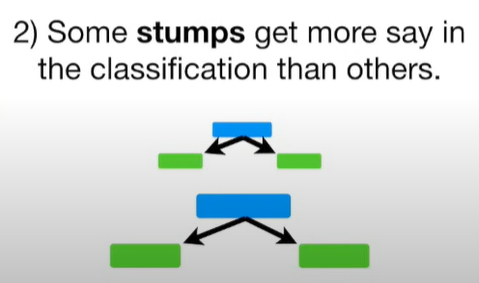 2) Some stumps get more say in
the classification than others.